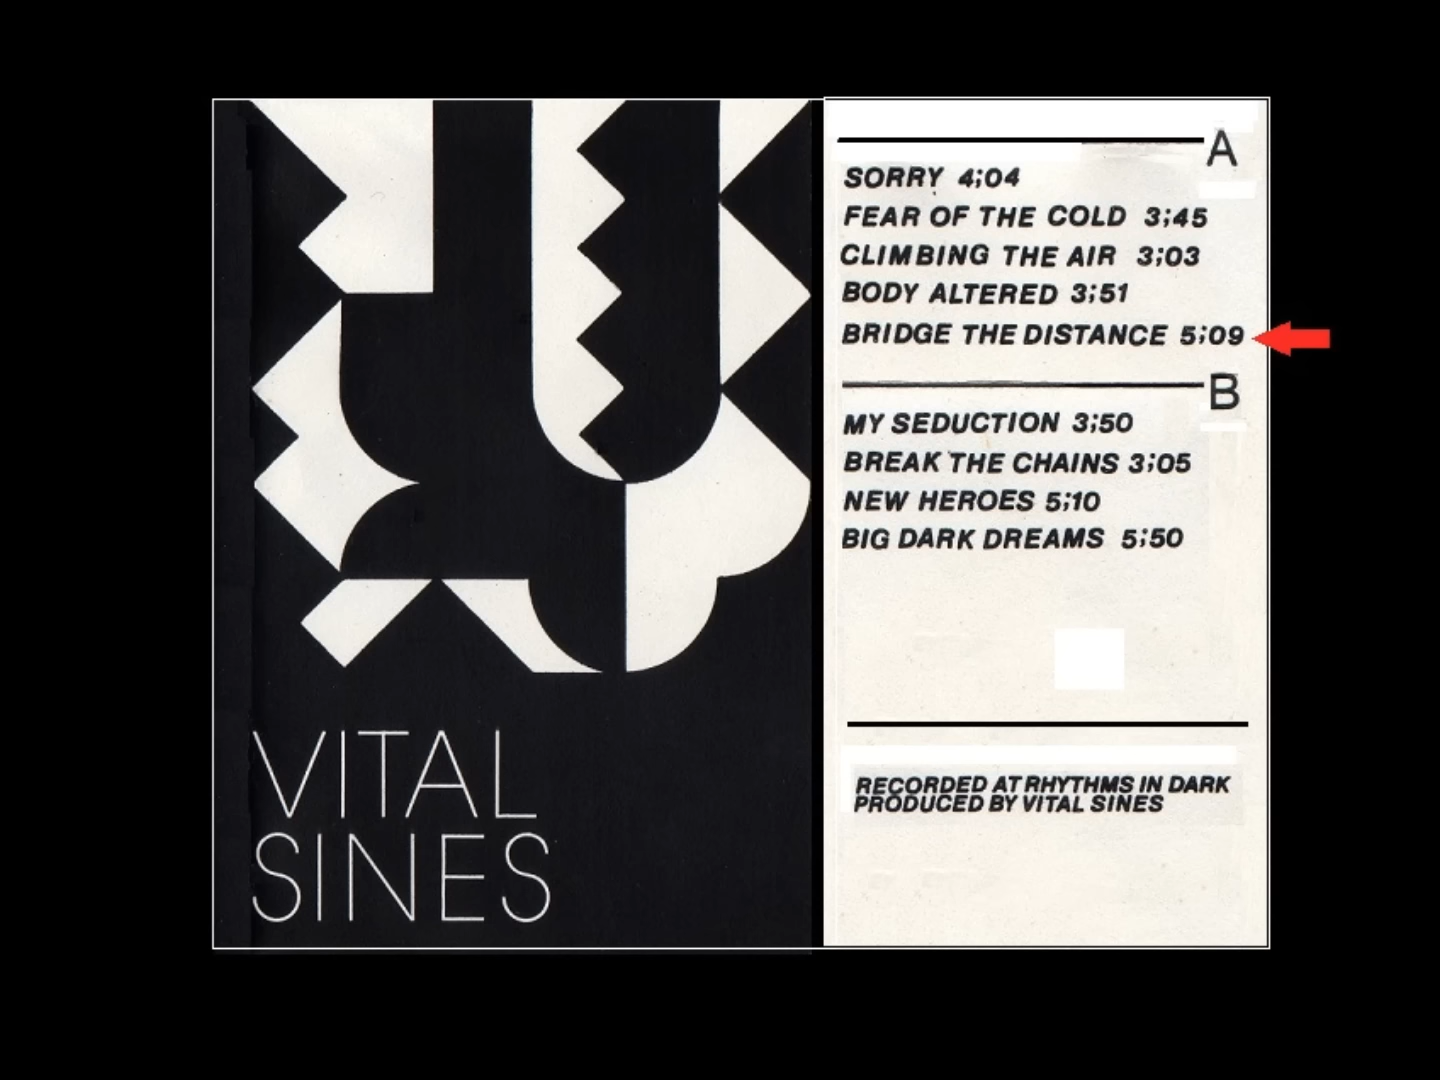 VITAL
SINES
A
SORRY 4;04
FEAR OF THE COLD 3;45
CLIMBING THE AIR 3;03
BODY ALTERED 3;51
BRIDGE THE DISTANCE 5;09
B
MY SEDUCTION 3;50
BREAK THE CHAINS 3;05
NEW HEROES 5;10
BIG DARK DREAMS 5;50
RECORDED AT RHYTHMS IN DARK
PRODUCED BY VITAL SINES